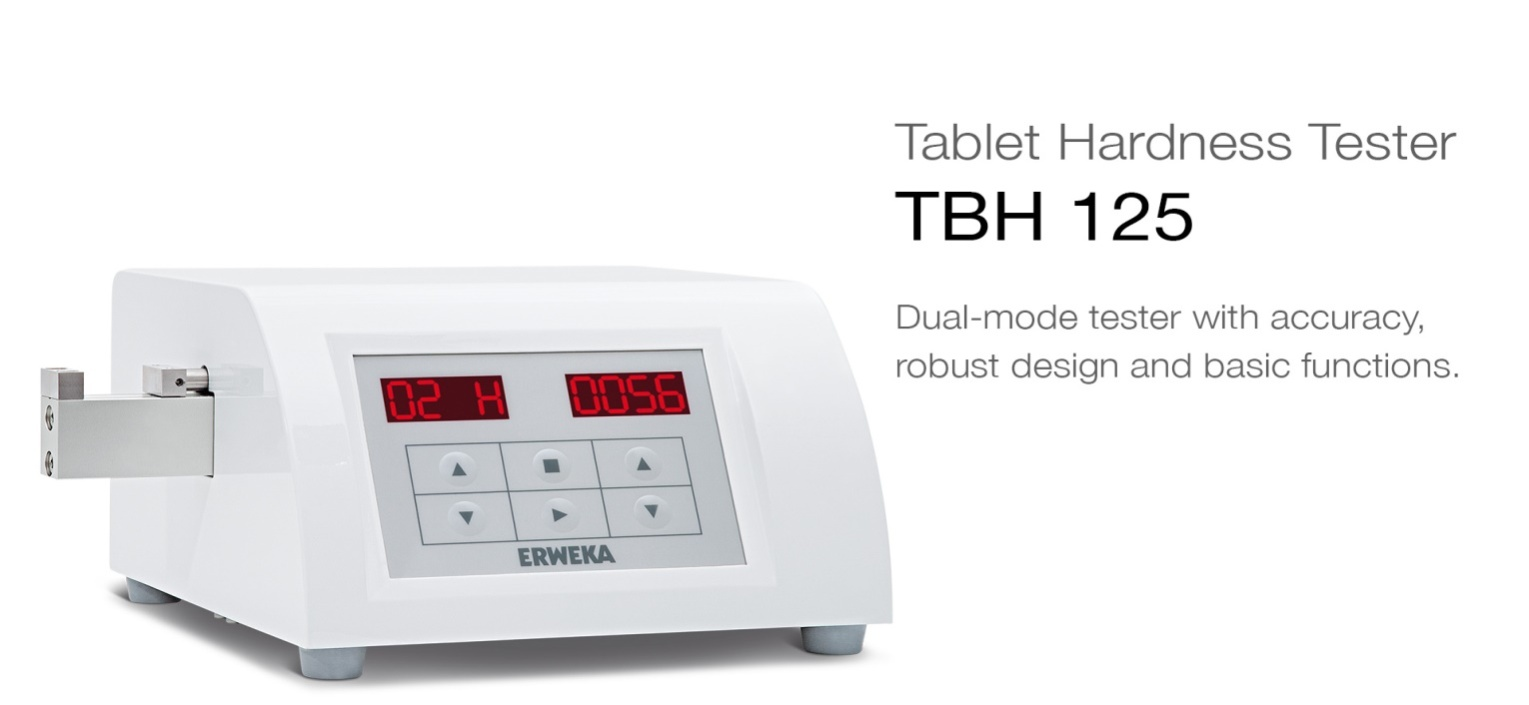 Tablet Hardness Tester
TBH 125
Dual-mode tester with accuracy,
robust design and basic functions.
02 H 0056
ERWEKA